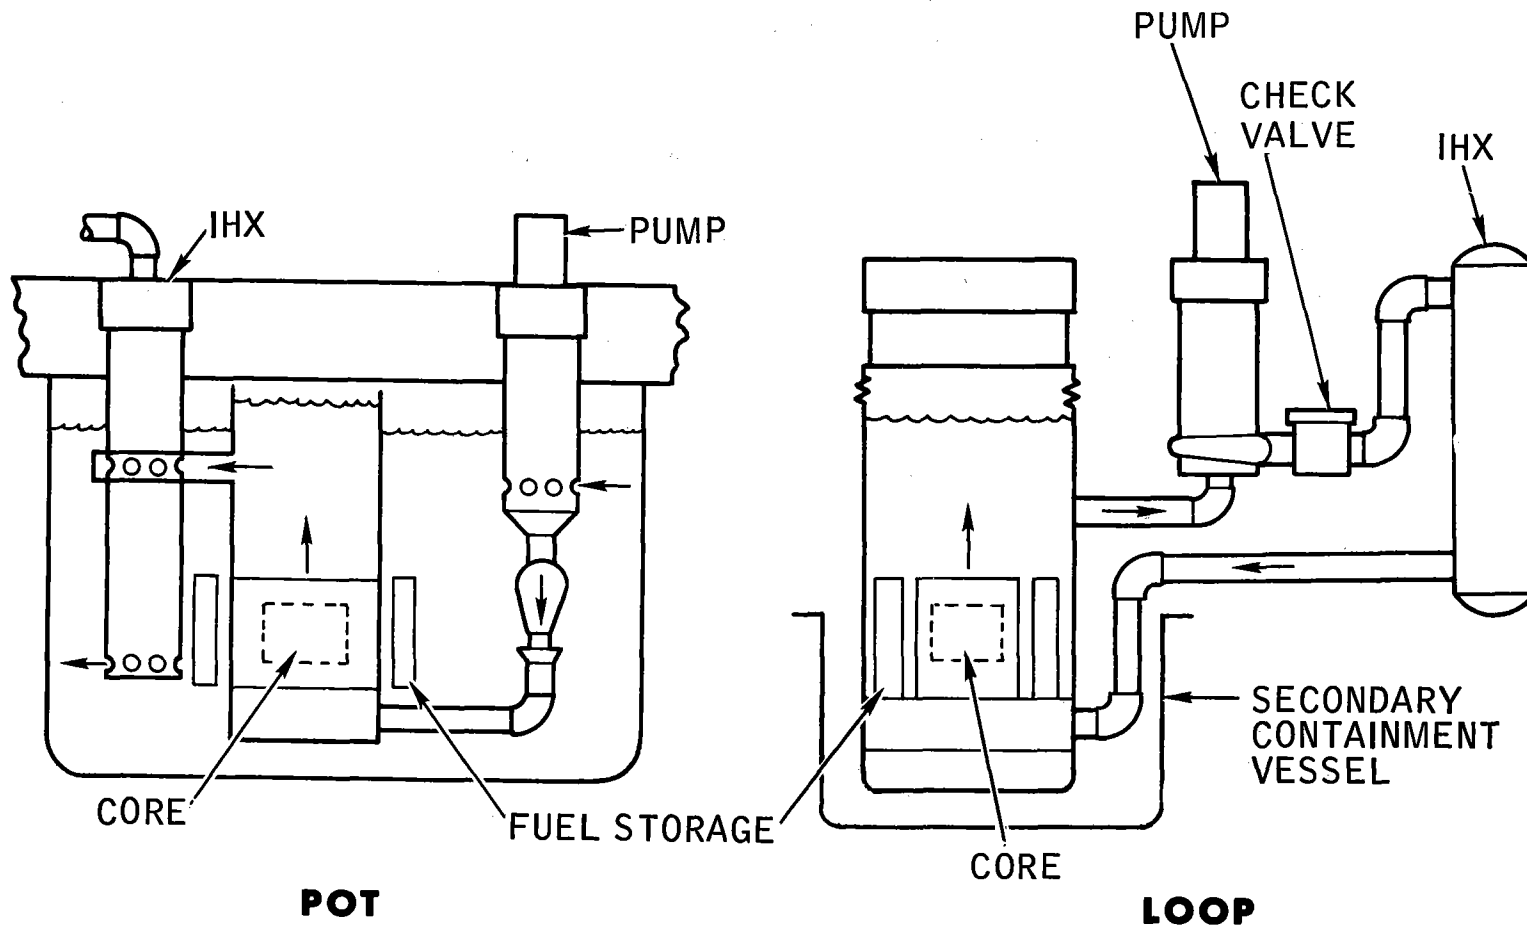 IHX
PUMP
CORE
FUEL STORAGE
POT
PUMP
CHECK
VALVE
IHX
SECONDARY
CONTAINMENT
VESSEL
CORE
LOOP